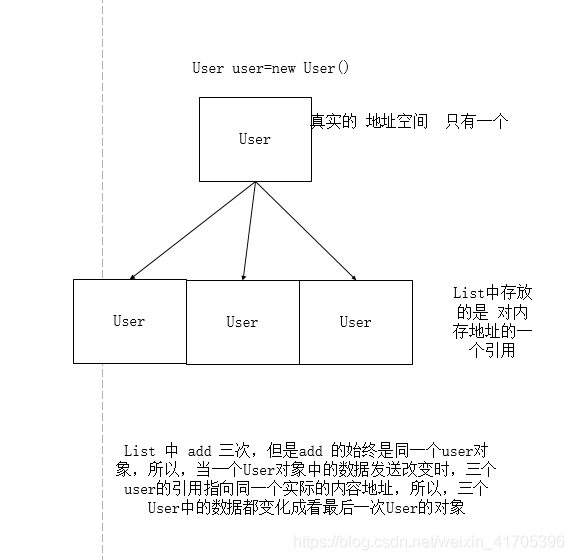 User user=new User()
真实的 地址空间 只有一个
User
User
User
User
List中存放
的是 对内
存地址的一
个引用
List 中 add 三次，但是add 的始终是同一个user对
象，所以，当一个User对象中的数据发送改变时，三个
user的引用指向同一个实际的内容地址，所以，三个
User中的数据都变化成看最后一次User的对象
https://blog.csdn.net/weixin_41705396